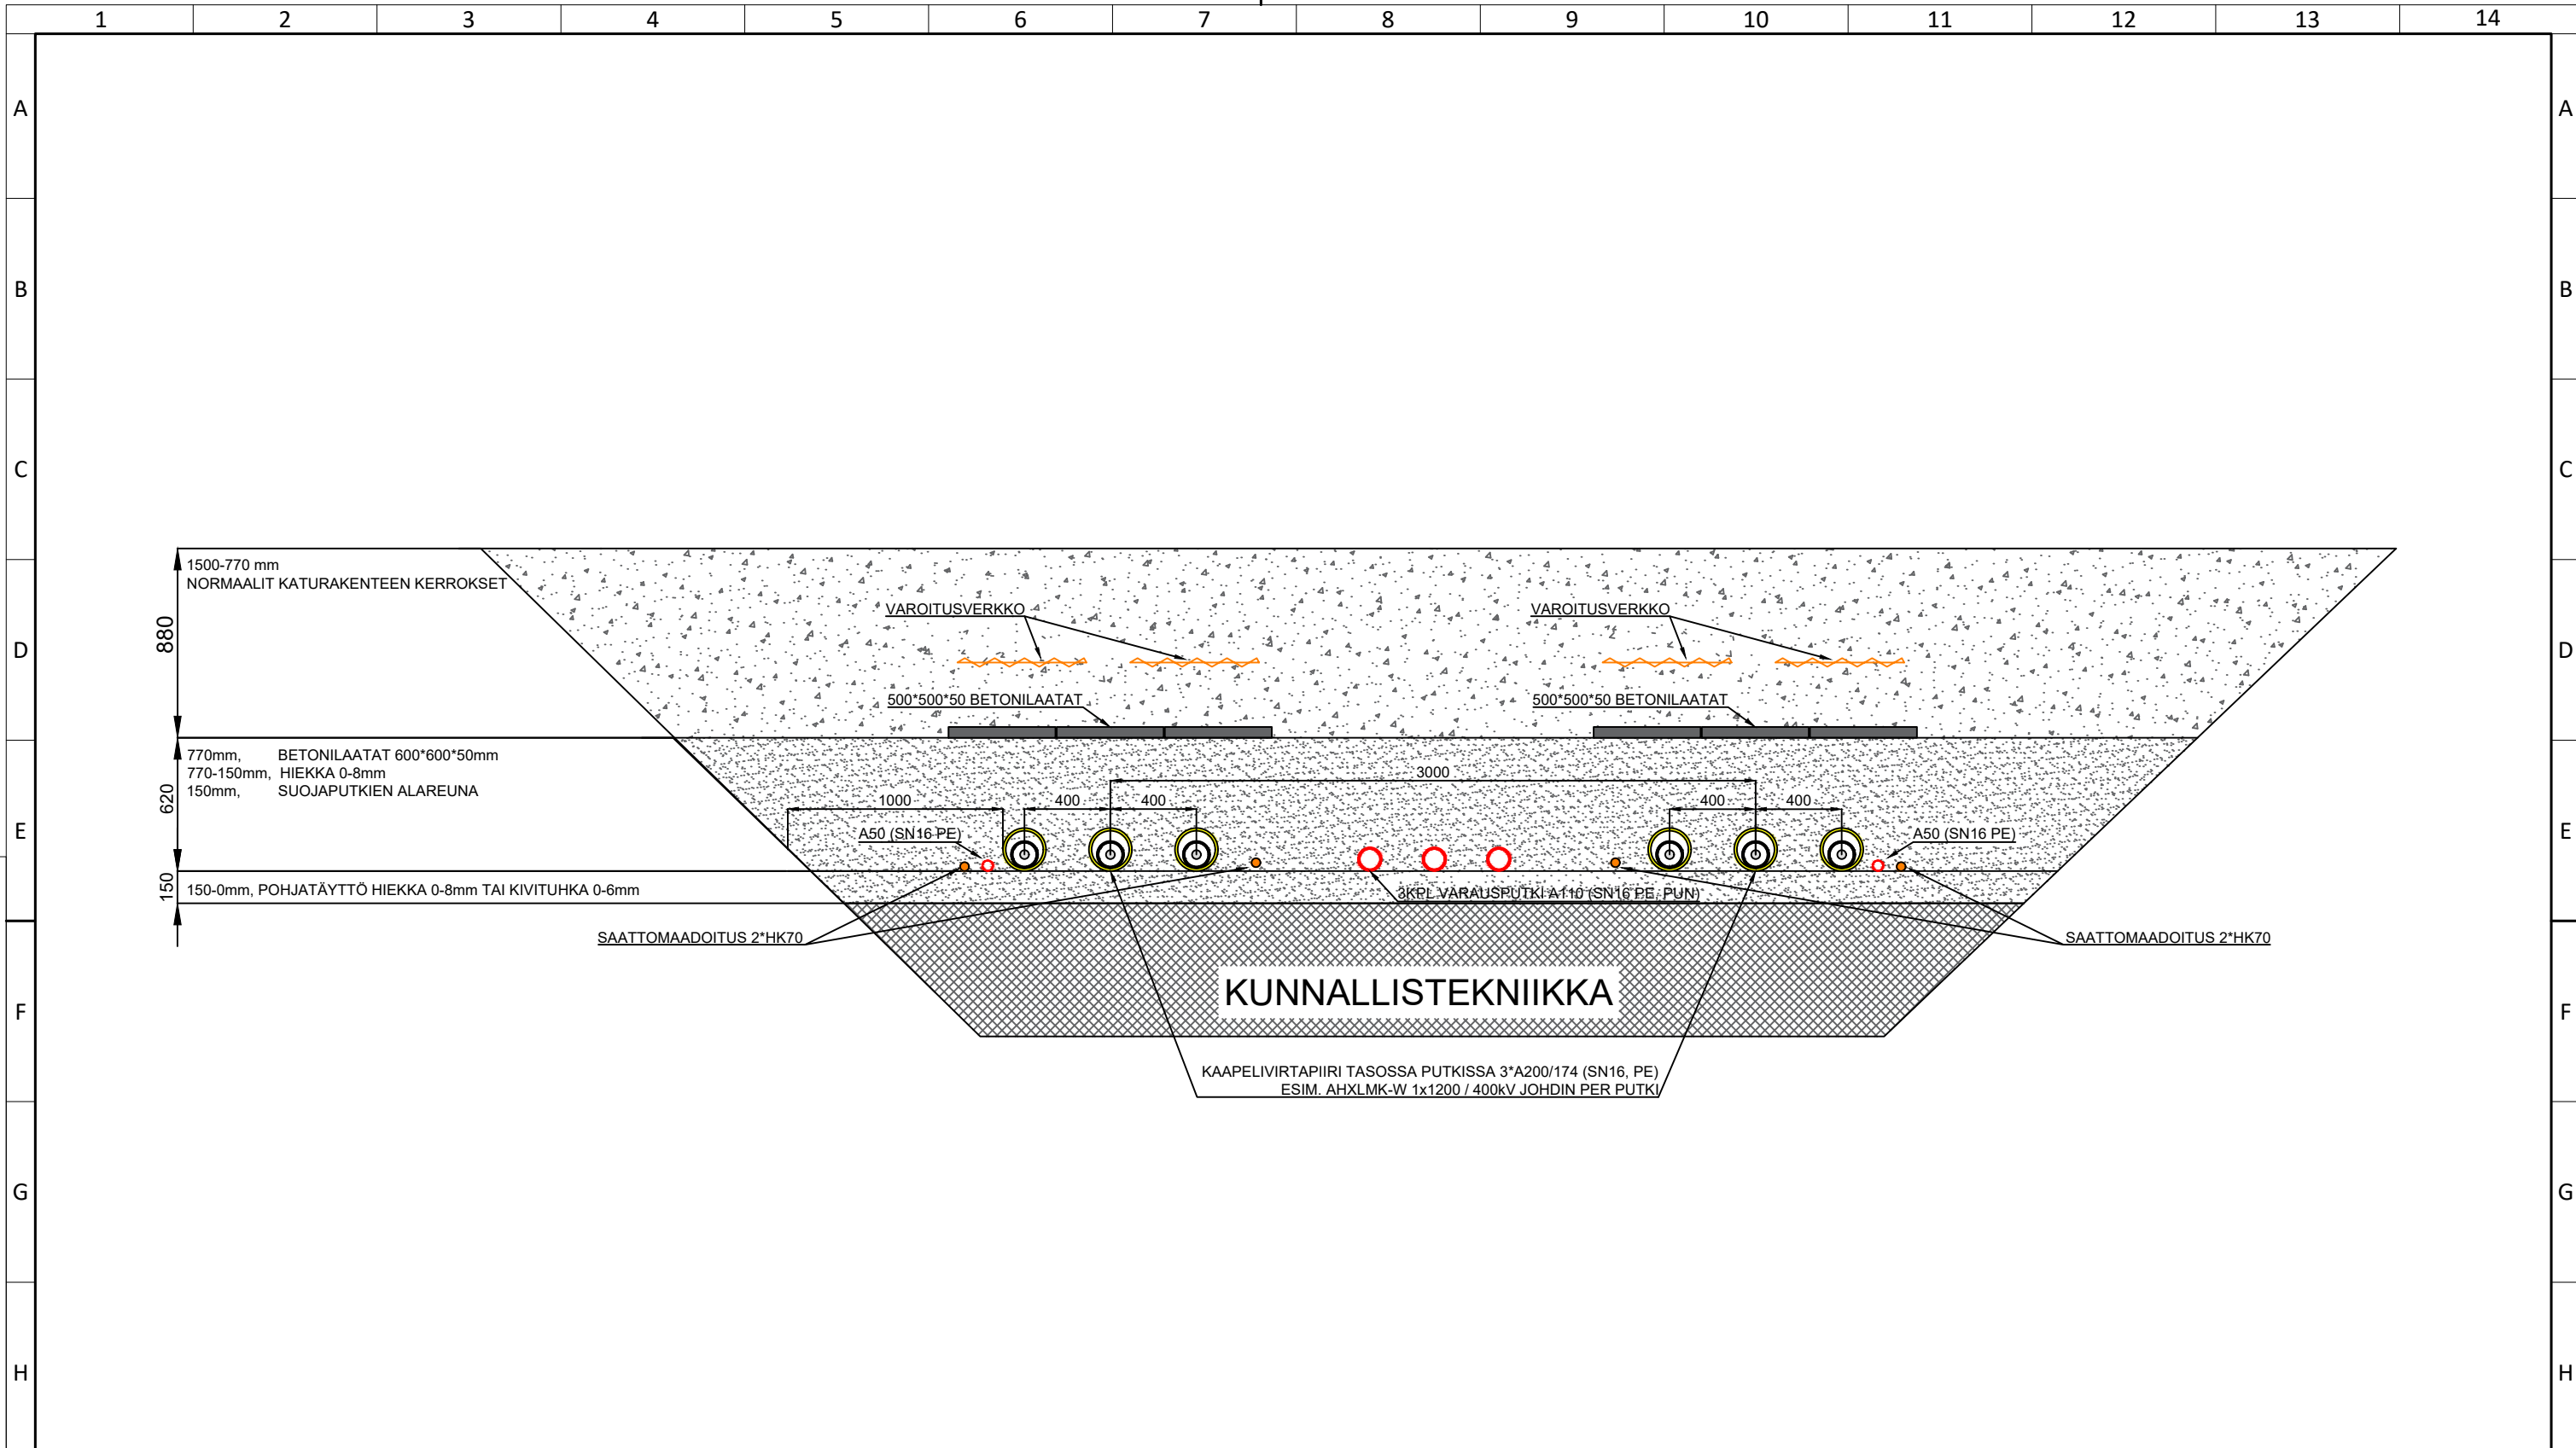 1 2 3 4 5 6 7 8 9 10 11 12 13 14
A A
B B
C C
1500-770 mm
NORMAALIT KATURAKENTEEN KERROKSET
880
VAROITUSVERKKO VAROITUSVERKKO
D D
500*500*50 BETONILAATAT 500*500*50 BETONILAATAT
770mm, BETONILAATAT 600*600*50mm
770-150mm, HIEKKA 0-8mm
150mm, SUOJAPUTKIEN ALAREUNA
620
3000
1000 400 400 400 400
E E
A50 (SN16 PE) A50 (SN16 PE)
150
150-0mm, POHJATÄYTTÖ HIEKKA 0-8mm TAI KIVITUHKA 0-6mm
3KPL VARAUSPUTKI A110 (SN16 PE, PUN)
SAATTOMAADOITUS 2*HK70 SAATTOMAADOITUS 2*HK70
KUNNALLISTEKNIIKKA
F F
KAAPELIVIRTAPIIRI TASOSSA PUTKISSA 3*A200/174 (SN16, PE)
ESIM. AHXLMK-W 1x1200 / 400kV JOHDIN PER PUTKI
G G
H H